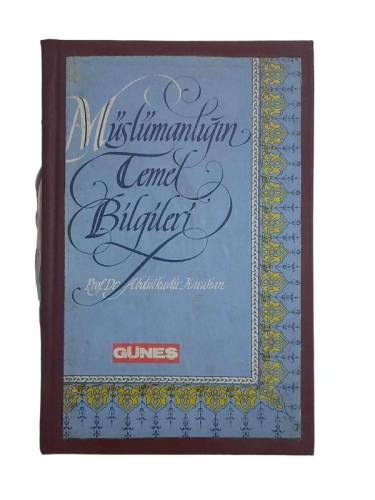 Müslümanlığın
Temel
Bilgileri
Prof. Dr. Abdülkadir Karahan
GÜNEŞ